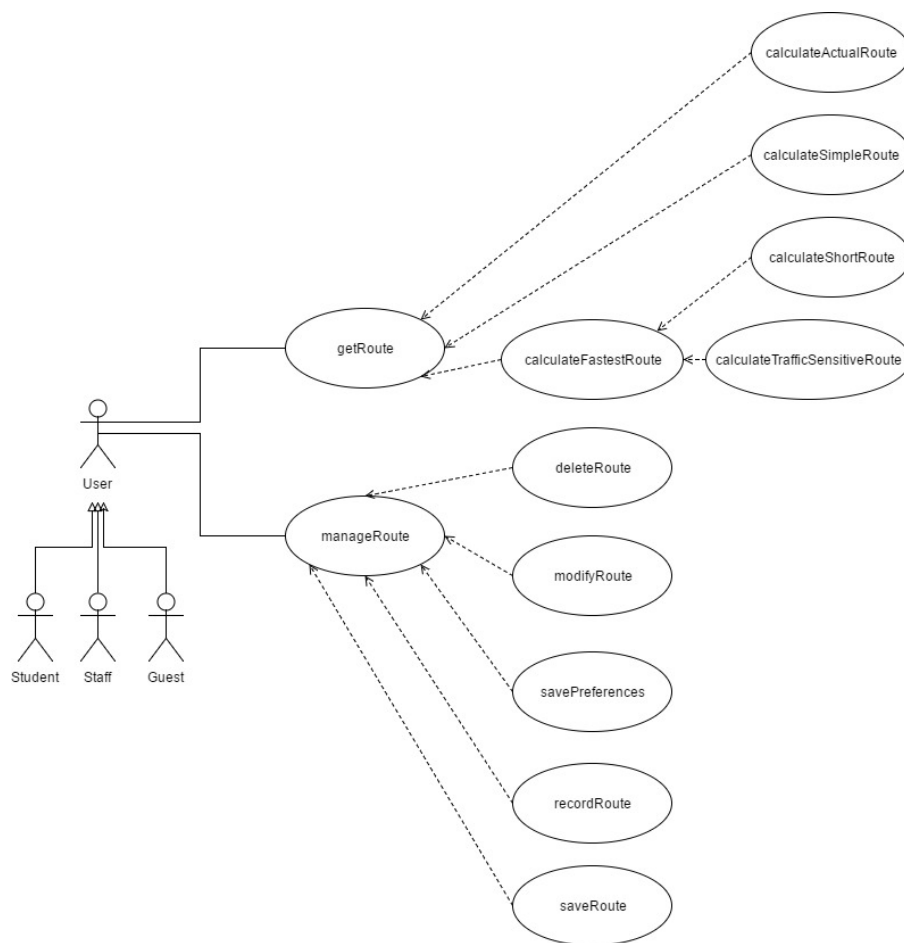 calculateActualRoute
calculateSimpleRoute
calculateShortRoute
getRoute
calculateFastestRoute
calculateTrafficSensitiveRoute
User
deleteRoute
manageRoute
modifyRoute
Student
Staff
Guest
savePreferences
recordRoute
saveRoute